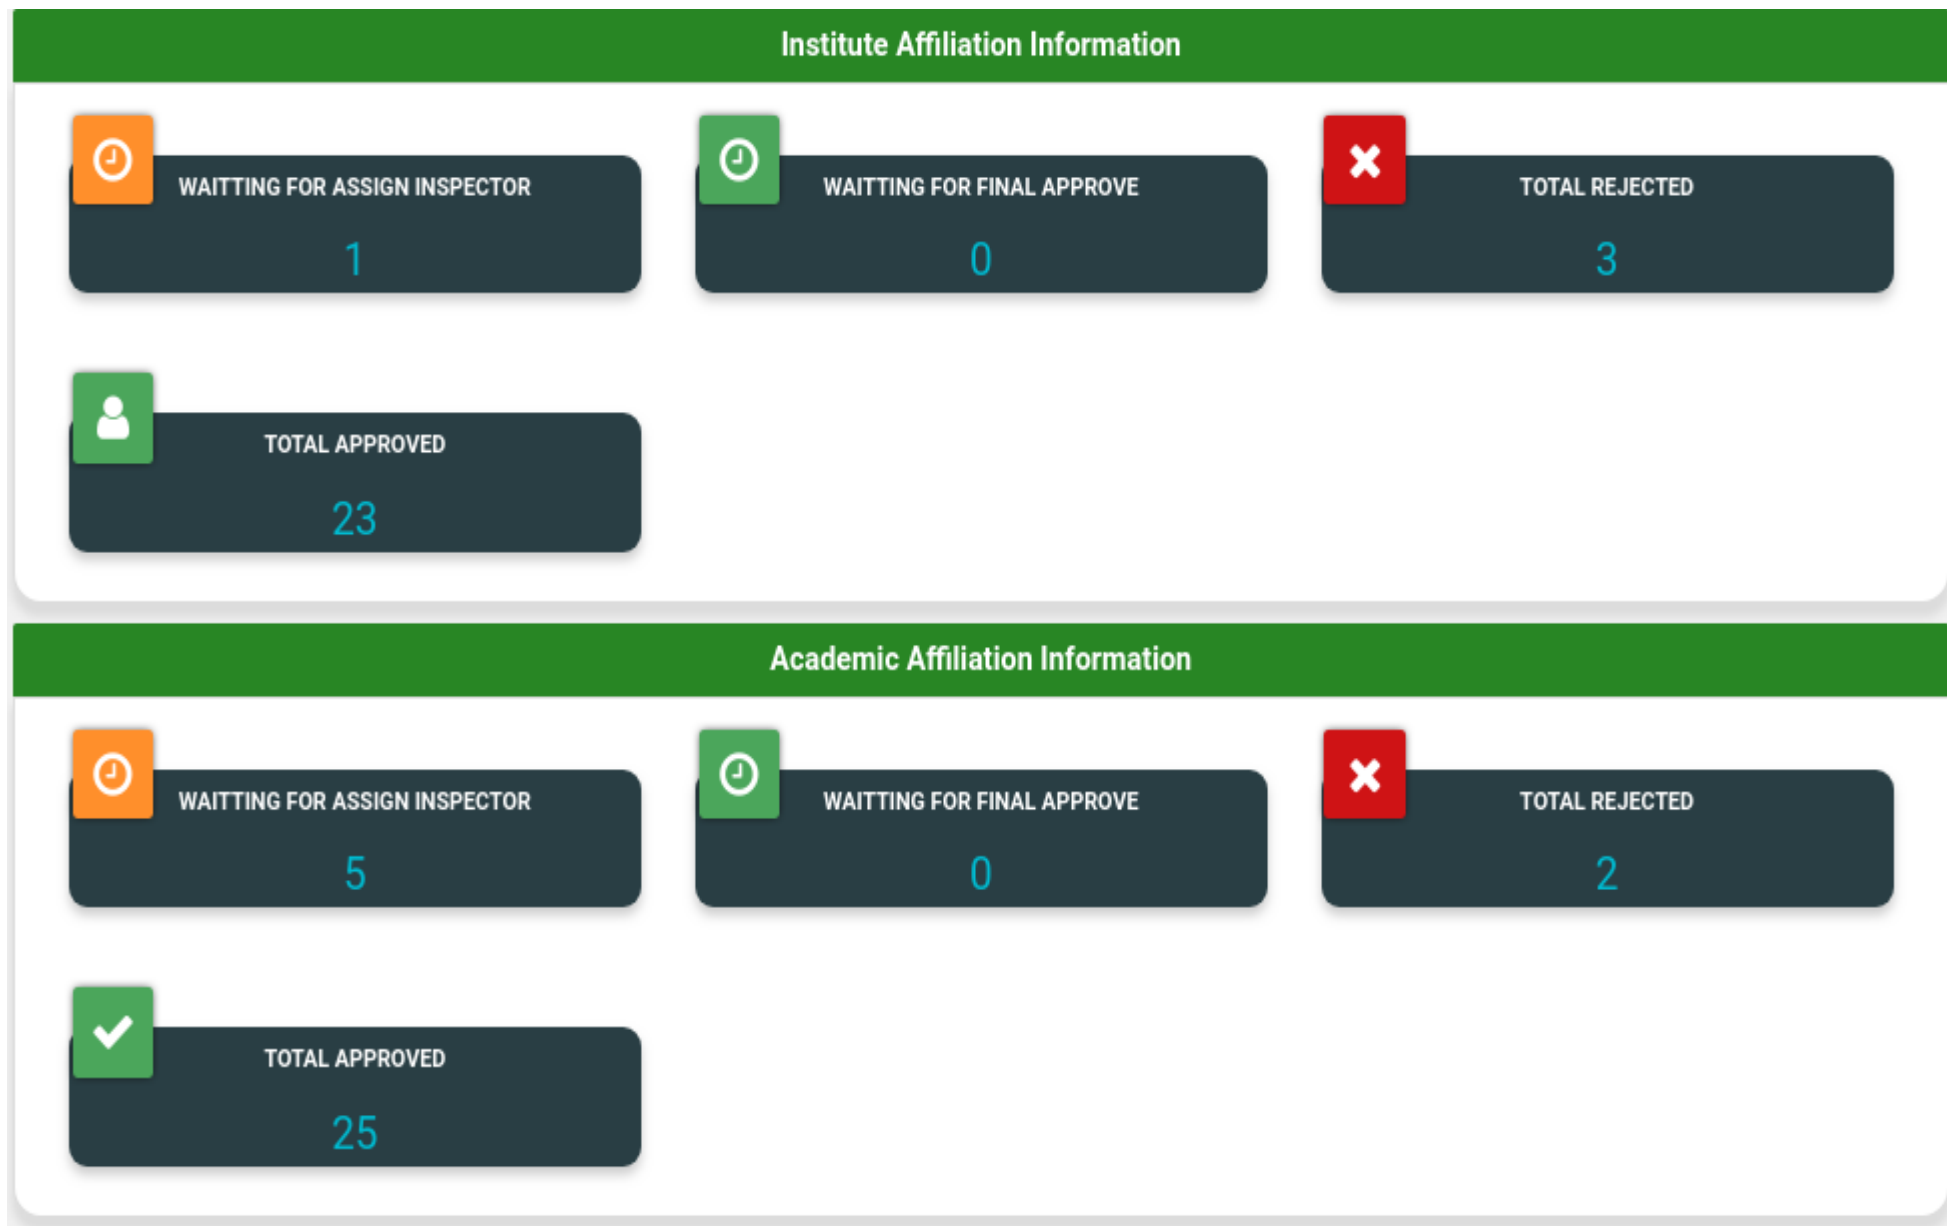 Institute Affiliation Information
WAITTING FOR ASSIGN INSPECTOR
1
WAITTING FOR FINAL APPROVE
0
TOTAL REJECTED
3
TOTAL APPROVED
23
Academic Affiliation Information
WAITTING FOR ASSIGN INSPECTOR
5
WAITTING FOR FINAL APPROVE
0
TOTAL REJECTED
2
TOTAL APPROVED
25